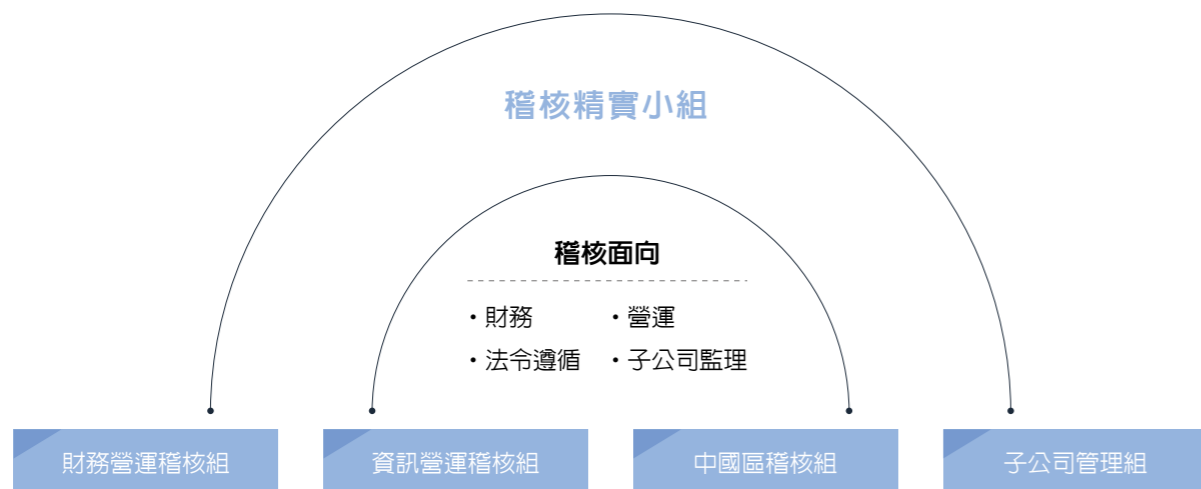 稽核精實小組
稽核面向
・財務 ・營運
・法令遵循 ・子公司監理
財務營運稽核組 資訊營運稽核組 中國區稽核組 子公司管理組